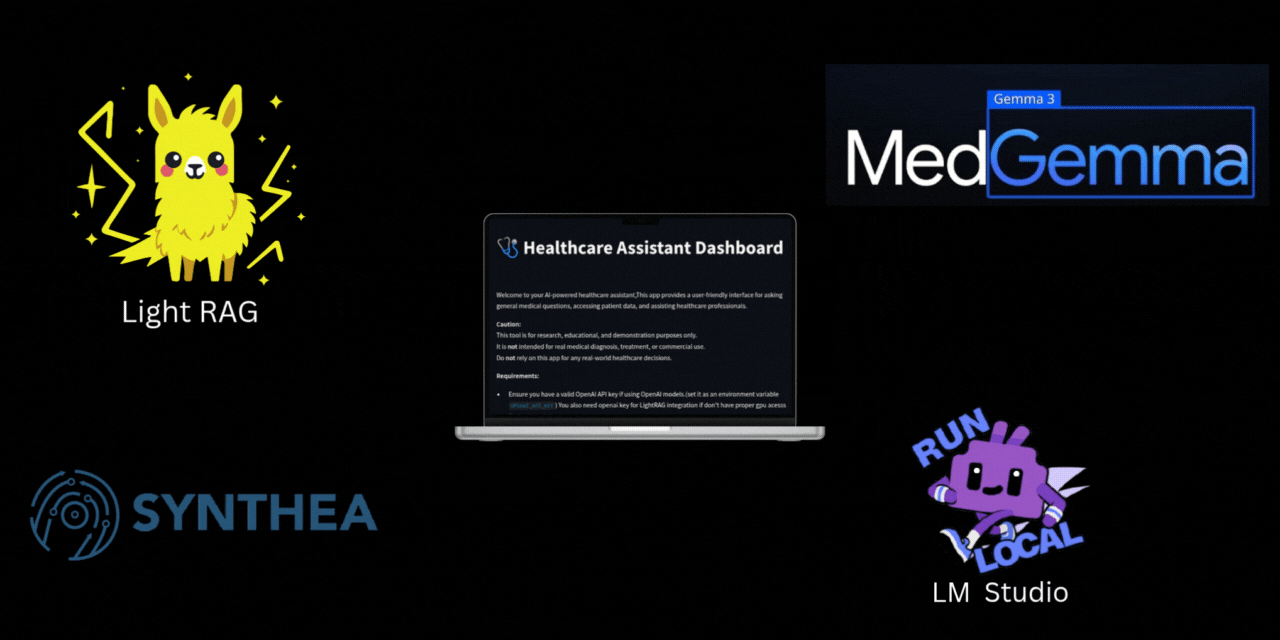 Light RAG
Gemma 3
MedGemma
Healthcare Assistant Dashboard
Welcome to your AI-powered healthcare assistant,This app provides a user-friendly interface for asking
general medical questions, accessing patient data, and assisting healthcare professionals.
Caution:
This tool is for research, educational, and demonstration purposes only.
It is not intended for real medical diagnosis, treatment, or commercial use.
Do not rely on this app for any real-world healthcare decisions.
Requirements:
Ensure you have a valid OpenAI API key if using OpenAI models.(set it as an environment variable
OPENAI_API_KEY) You also need openai key for LightRAG integration if don't have proper gpu acesss
SYNTHEA
RUN
LOCAL
LM Studio